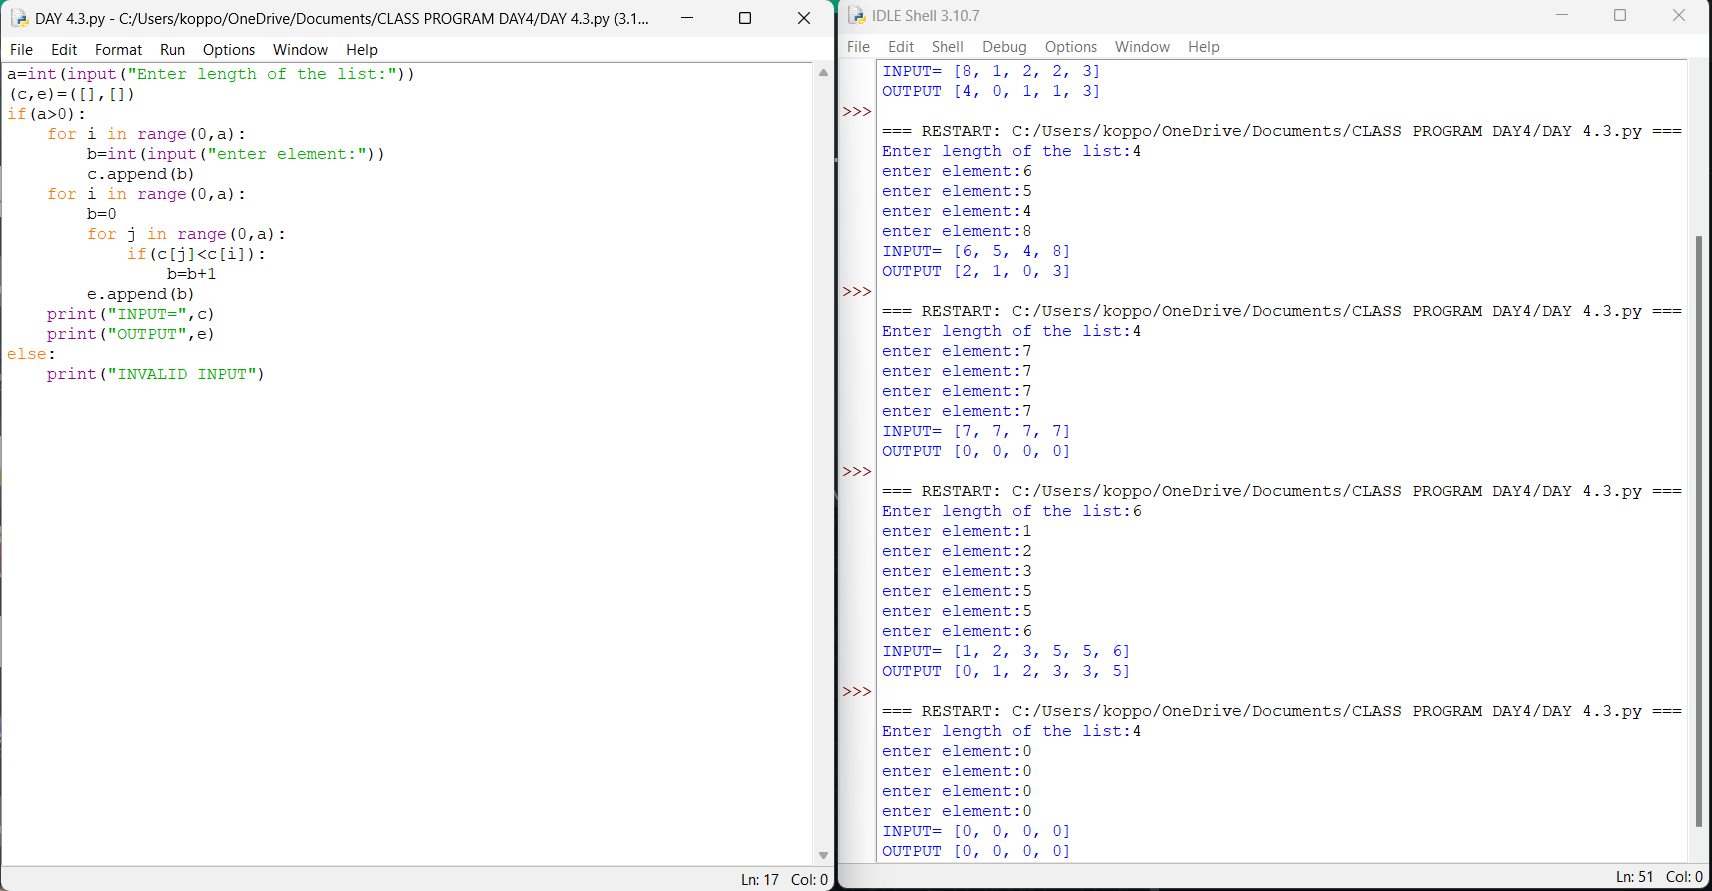 DAY 4.3.py - C:/Users/koppo/OneDrive/Documents/CLASS PROGRAM DAY4/DAY 4.3.py (3.1...
File Edit Format Run Options Window Help
a=int(input("Enter length of the list:"))
(c,e)=([],[])
if(a>0):
    for i in range(0,a):
        b=int(input("enter element:"))
        c.append(b)
    for i in range(0,a):
        b=0
        for j in range(0,a):
            if(c[j]<c[i]):
                b=b+1
        e.append(b)
    print("INPUT=",c)
    print("OUTPUT",e)
else:
    print("INVALID INPUT")
Ln: 17 Col: 0
IDLE Shell 3.10.7
File Edit Shell Debug Options Window Help
INPUT= [8, 1, 2, 2, 3]
OUTPUT [4, 0, 1, 1, 3]
>>>
=== RESTART: C:/Users/koppo/OneDrive/Documents/CLASS PROGRAM DAY4/DAY 4.3.py ===
Enter length of the list:4
enter element:6
enter element:5
enter element:4
enter element:8
INPUT= [6, 5, 4, 8]
OUTPUT [2, 1, 0, 3]
>>>
=== RESTART: C:/Users/koppo/OneDrive/Documents/CLASS PROGRAM DAY4/DAY 4.3.py ===
Enter length of the list:4
enter element:7
enter element:7
enter element:7
enter element:7
INPUT= [7, 7, 7, 7]
OUTPUT [0, 0, 0, 0]
>>>
=== RESTART: C:/Users/koppo/OneDrive/Documents/CLASS PROGRAM DAY4/DAY 4.3.py ===
Enter length of the list:6
enter element:1
enter element:2
enter element:3
enter element:5
enter element:5
enter element:6
INPUT= [1, 2, 3, 5, 5, 6]
OUTPUT [0, 1, 2, 3, 3, 5]
>>>
=== RESTART: C:/Users/koppo/OneDrive/Documents/CLASS PROGRAM DAY4/DAY 4.3.py ===
Enter length of the list:4
enter element:0
enter element:0
enter element:0
enter element:0
INPUT= [0, 0, 0, 0]
OUTPUT [0, 0, 0, 0]
Ln: 51 Col: 0